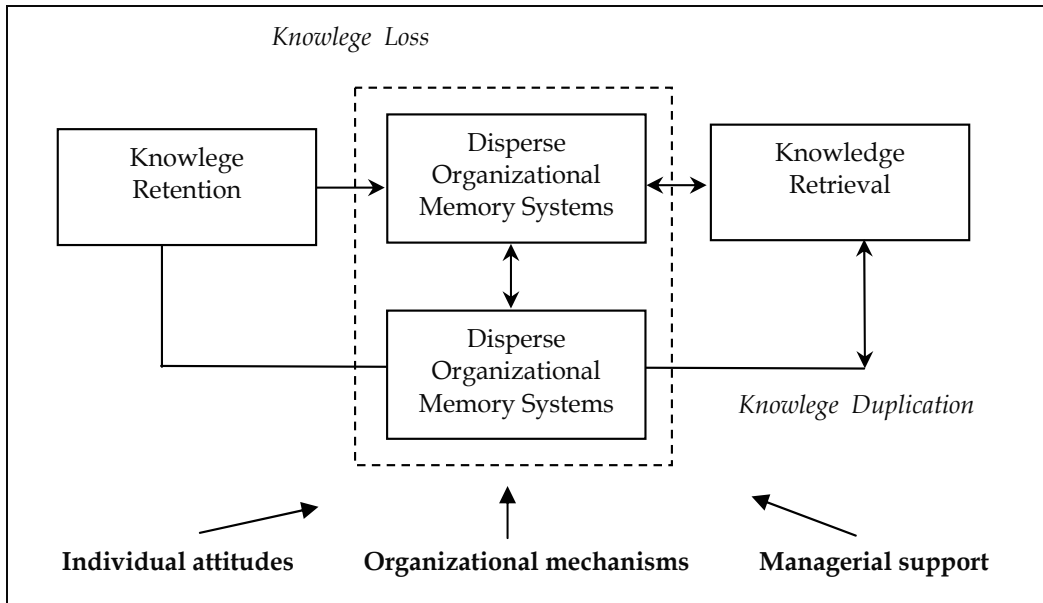 Knowlege Loss
Knowlege
Retention
Disperse
Organizational
Memory Systems
Knowledge
Retrieval
Disperse
Organizational
Memory Systems
Knowlege Duplication
Individual attitudes
Organizational mechanisms
Managerial support